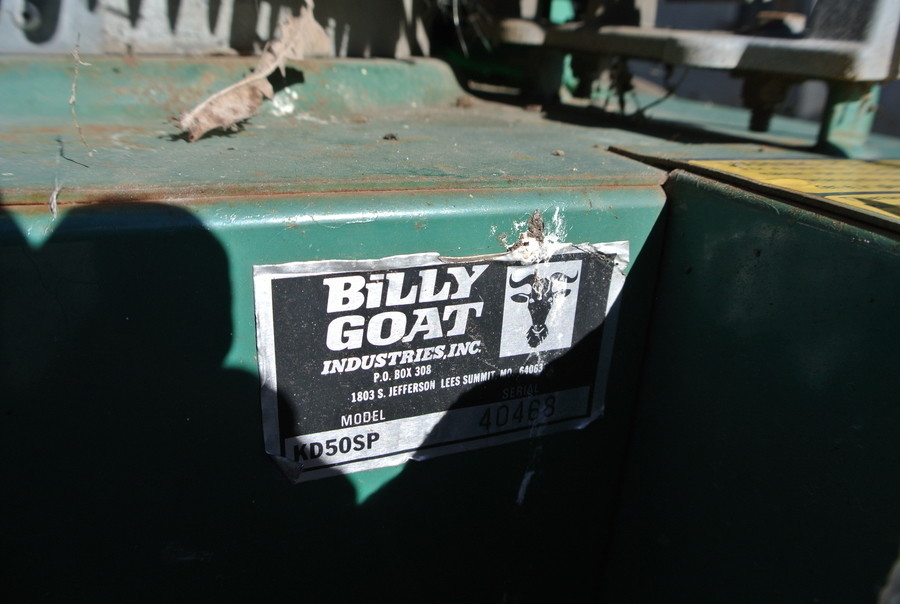 BiLLY
GOAT
INDUSTRIES, INC.
P.O. BOX 308
1803 S. JEFFERSON LEES SUMMIT, MO. 64063
MODEL SERIAL
KD50SP 40468